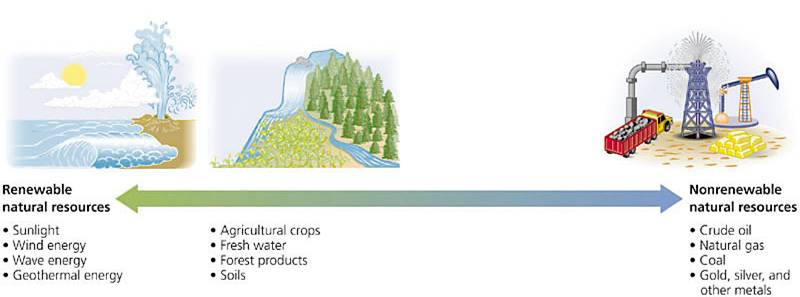 Renewable
natural resources
• Sunlight
• Wind energy
• Wave energy
• Geothermal energy
• Agricultural crops
• Fresh water
• Forest products
• Soils
Nonrenewable
natural resources
• Crude oil
• Natural gas
• Coal
• Gold, silver, and
other metals